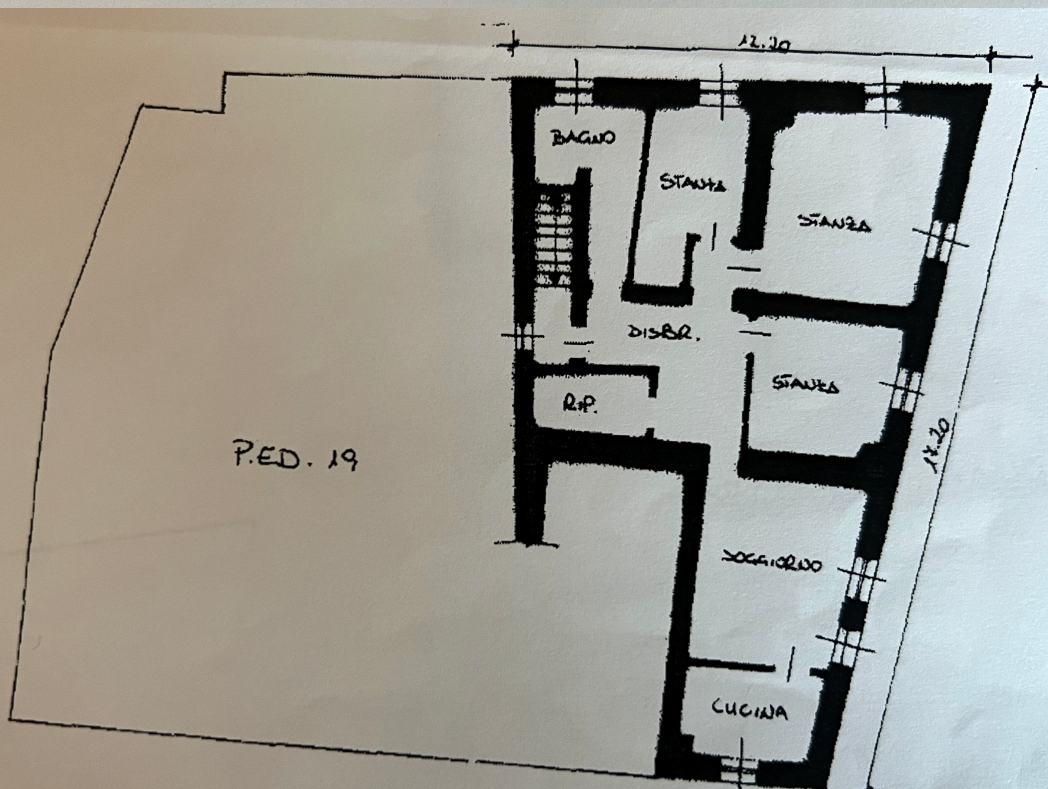 12.20
BAGNO
STANZA
STANZA
DISBR.
STANZA
RIP.
P.ED. 19
17.20
SOGGIORNO
CUCINA